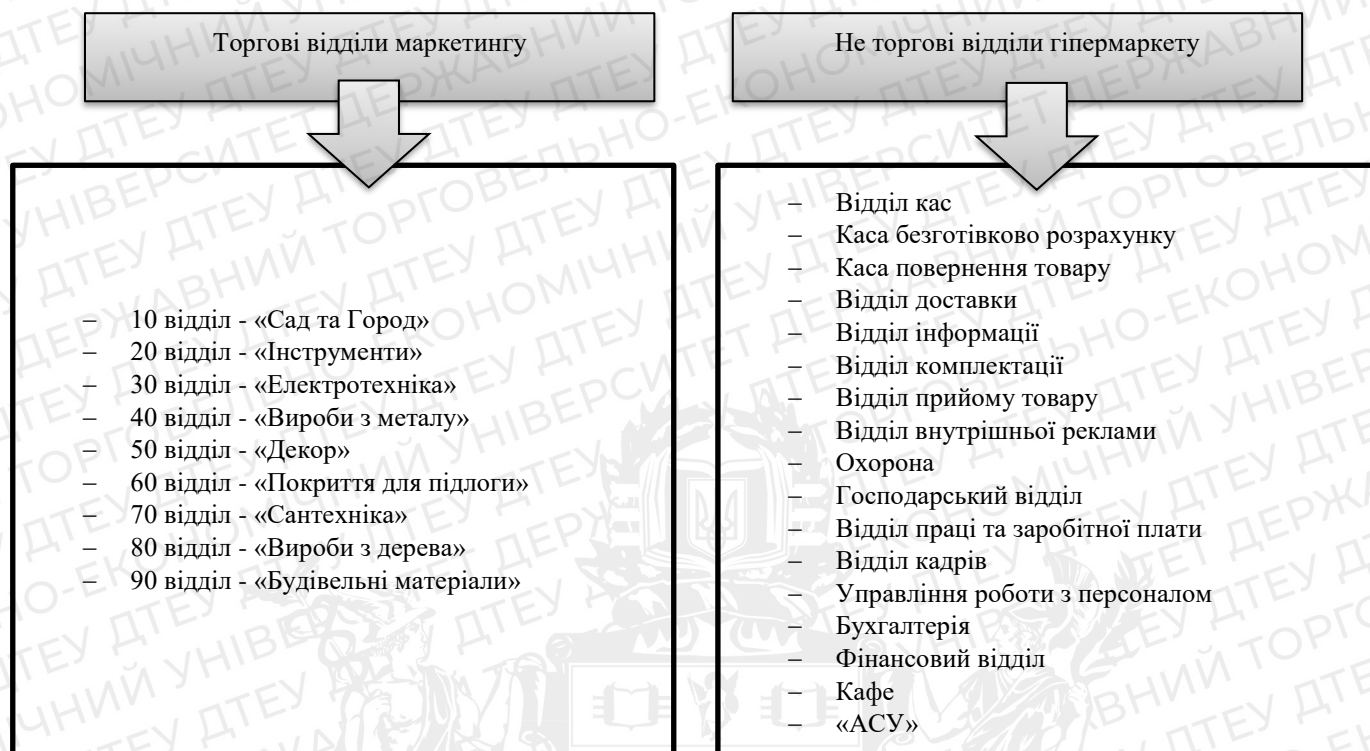 Торгові відділи маркетингу
– 10 відділ - «Сад та Город»
– 20 відділ - «Інструменти»
– 30 відділ - «Електротехніка»
– 40 відділ - «Вироби з металу»
– 50 відділ - «Декор»
– 60 відділ - «Покриття для підлоги»
– 70 відділ - «Сантехніка»
– 80 відділ - «Вироби з дерева»
– 90 відділ - «Будівельні матеріали»
Не торгові відділи гіпермаркету
– Відділ кас
– Каса безготівково розрахунку
– Каса повернення товару
– Відділ доставки
– Відділ інформації
– Відділ комплектації
– Відділ прийому товару
– Відділ внутрішньої реклами
– Охорона
– Господарський відділ
– Відділ праці та заробітної плати
– Відділ кадрів
– Управління роботи з персоналом
– Бухгалтерія
– Фінансовий відділ
– Кафе
– «АСУ»